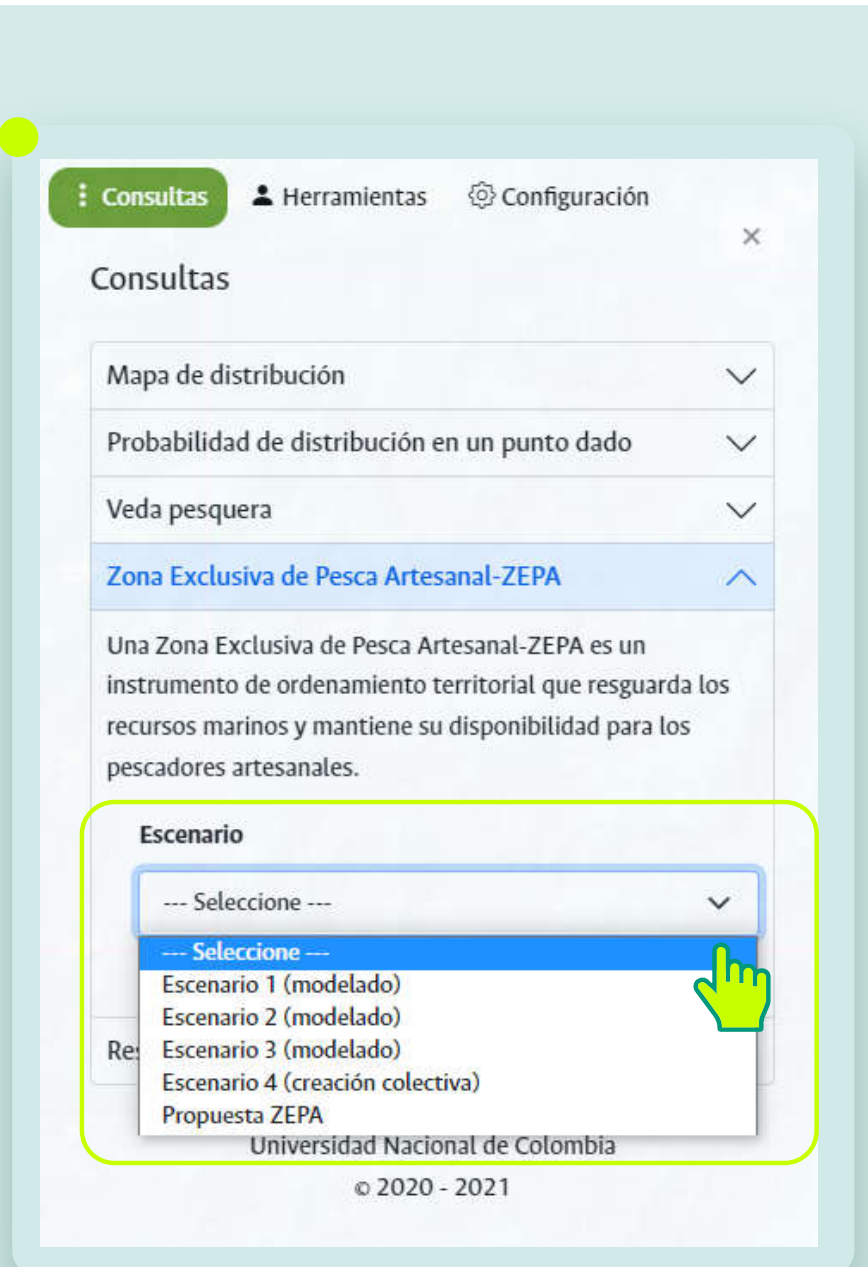 Consultas Herramientas Configuración
Consultas
Mapa de distribución
Probabilidad de distribución en un punto dado
Veda pesquera
Zona Exclusiva de Pesca Artesanal-ZEPA
Una Zona Exclusiva de Pesca Artesanal-ZEPA es un
instrumento de ordenamiento territorial que resguarda los
recursos marinos y mantiene su disponibilidad para los
pescadores artesanales.
Escenario
--- Seleccione ---
--- Seleccione ---
Escenario 1 (modelado)
Escenario 2 (modelado)
Escenario 3 (modelado)
Escenario 4 (creación colectiva)
Propuesta ZEPA
Universidad Nacional de Colombia
© 2020 - 2021